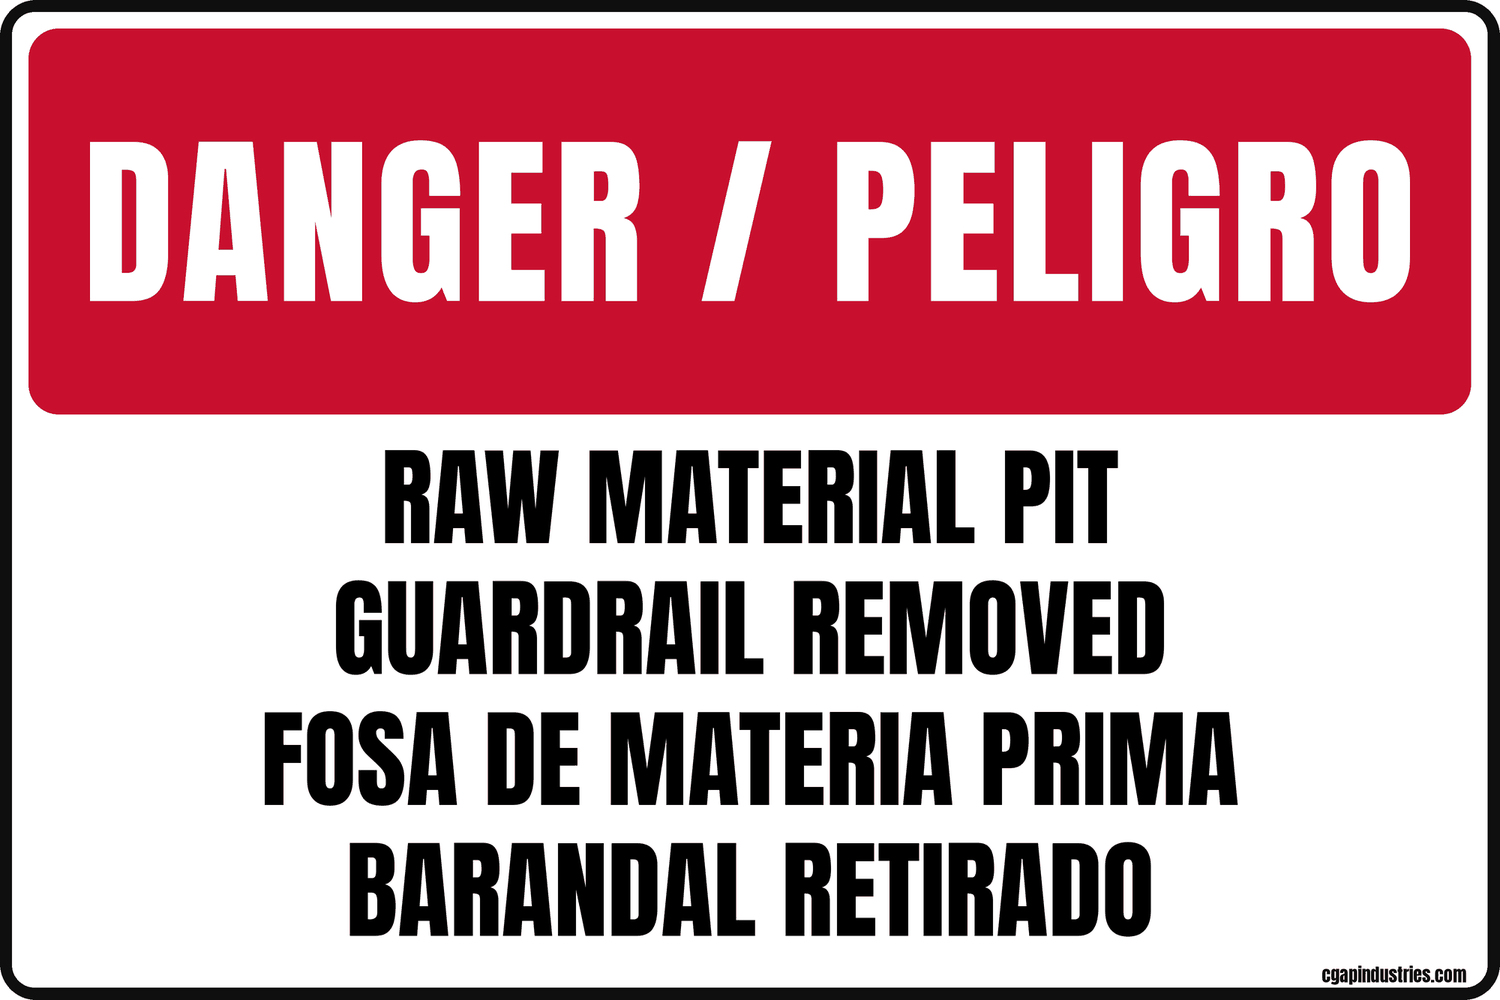 DANGER / PELIGRO
RAW MATERIAL PIT
GUARDRAIL REMOVED
FOSA DE MATERIA PRIMA
BARANDAL RETIRADO
cgapindustries.com